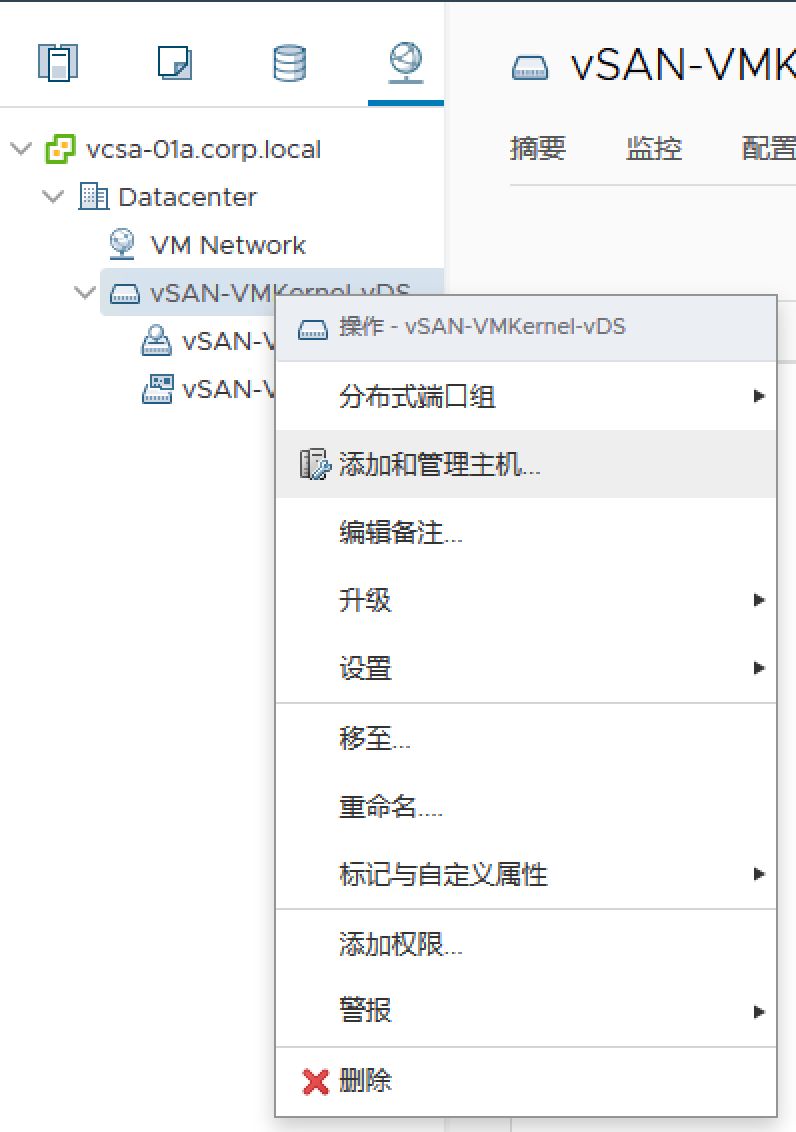 vSAN-VMK
摘要 监控 配置
vcsa-01a.corp.local
Datacenter
VM Network
vSAN-VMKernel-vDS
vSAN-V
vSAN-V
操作 - vSAN-VMKernel-vDS
分布式端口组
添加和管理主机...
编辑备注...
升级
设置
移至...
重命名....
标记与自定义属性
添加权限...
警报
删除